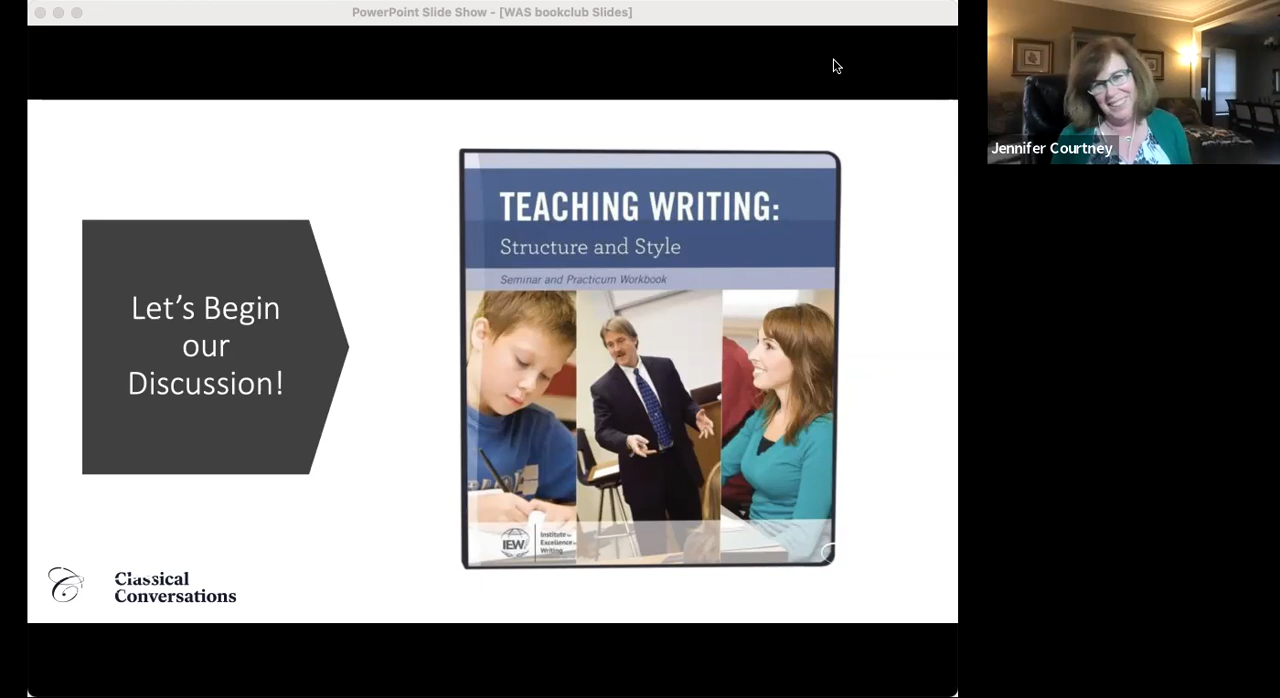 PowerPoint Slide Show - [WAS bookclub Slides]
Jennifer Courtney
TEACHING WRITING:
Structure and Style
Seminar and Practicum Workbook
Let's Begin
our
Discussion!
IEW
Institute for
Excellence in
Writing
Classical
Conversations